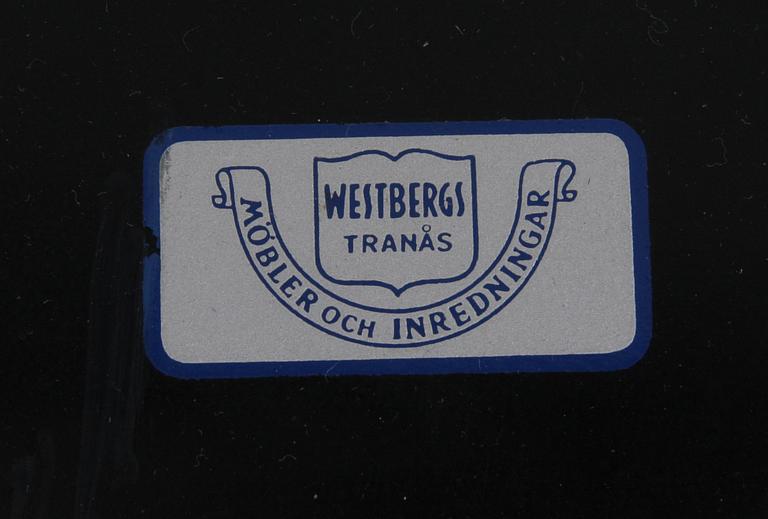 WESTBERGS
TRANÅS
MÖBLER OCH INREDNINGAR